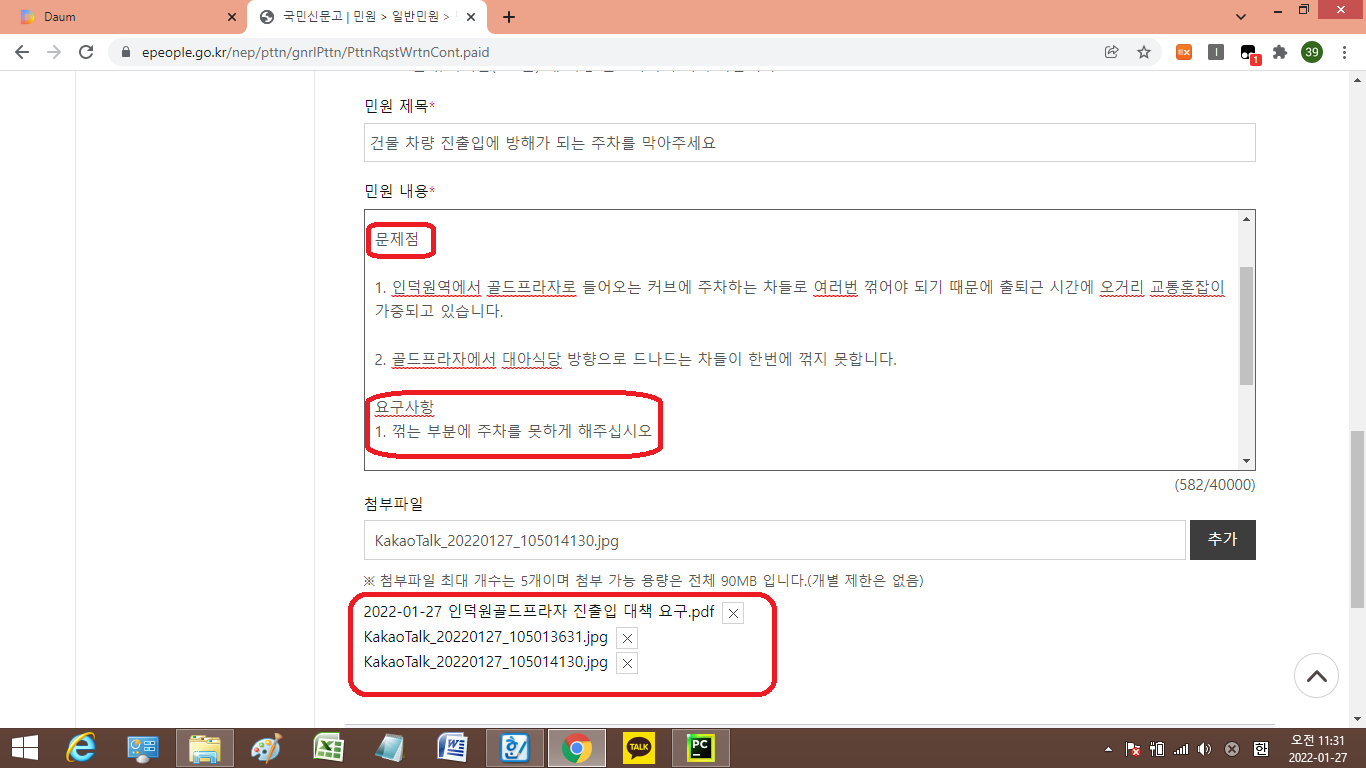 Daum
국민신문고 | 민원 > 일반민원 >
epeople.go.kr/nep/pttn/gnrlPttn/PttnRqstWrtnCont.paid
39
1
민원 제목*
건물 차량 진출입에 방해가 되는 주차를 막아주세요
민원 내용*
문제점
1. 인덕원역에서 골드프라자로 들어오는 커브에 주차하는 차들로 여러번 꺾어야 되기 때문에 출퇴근 시간에 오거리 교통혼잡이
가중되고 있습니다.
2. 골드프라자에서 대아식당 방향으로 드나드는 차들이 한번에 꺾지 못합니다.
요구사항
1. 꺾는 부분에 주차를 못하게 해주십시오
(582/40000)
첨부파일
KakaoTalk_20220127_105014130.jpg
추가
※ 첨부파일 최대 개수는 5개이며 첨부 가능 용량은 전체 90MB 입니다.(개별 제한은 없음)
2022-01-27 인덕원골드프라자 진출입 대책 요구.pdf
KakaoTalk_20220127_105013631.jpg
KakaoTalk_20220127_105014130.jpg
TALK
PC
한
오전 11:31
2022-01-27